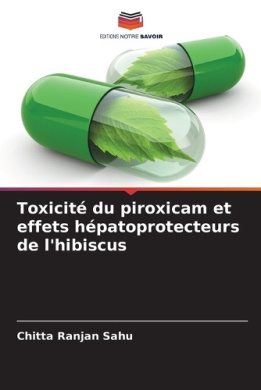 EDITIONS NOTRE SAVOIR
Toxicité du piroxicam et
effets hépatoprotecteurs
de l'hibiscus
Chitta Ranjan Sahu